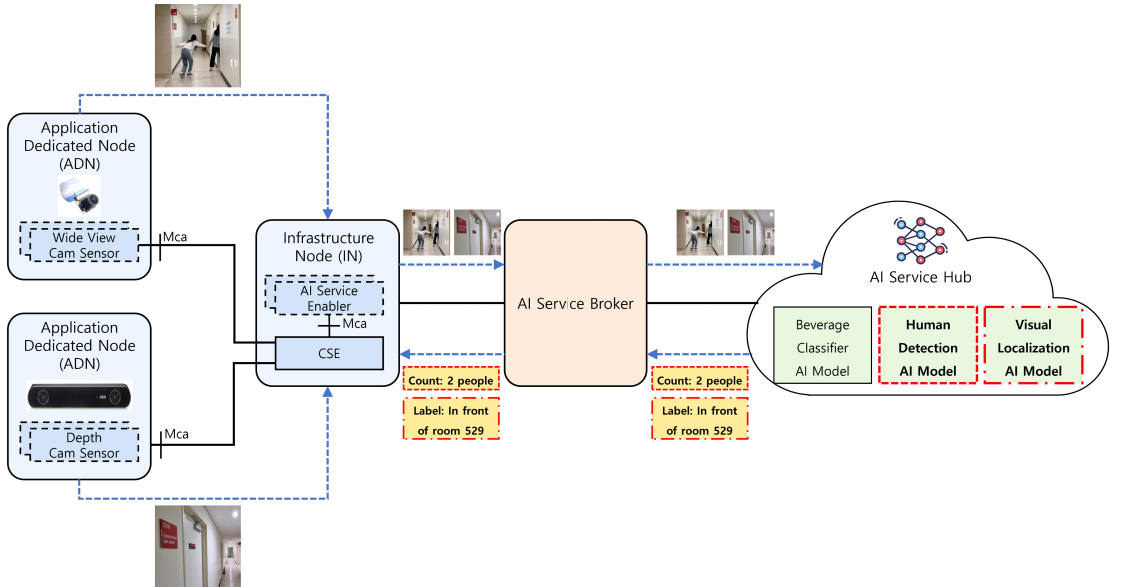 Application
Dedicated Node
(ADN)
Wide View
Cam Sensor
Mca
Application
Dedicated Node
(ADN)
Depth
Cam Sensor
Mca
Infrastructure
Node (IN)
AI Service
Enabler
Mca
CSE
Count: 2 people
Label: In front
of room 529
AI Service Broker
Count: 2 people
Label: In front
of room 529
AI Service Hub
Beverage
Classifier
AI Model
Human
Detection
AI Model
Visual
Localization
AI Model